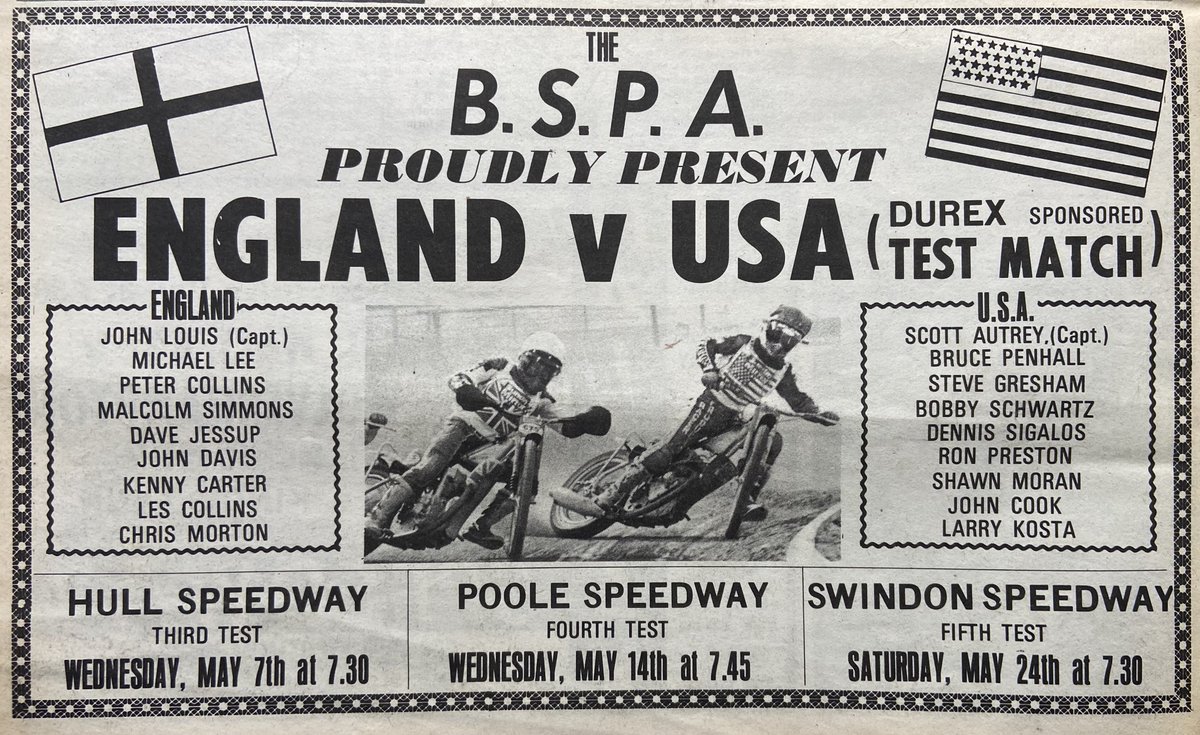 THE
B. S. P. A.
PROUDLY PRESENT
ENGLAND v USA (DUREX SPONSORED TEST MATCH)
ENGLAND
JOHN LOUIS (Capt.)
MICHAEL LEE
PETER COLLINS
MALCOLM SIMMONS
DAVE JESSUP
JOHN DAVIS
KENNY CARTER
LES COLLINS
CHRIS MORTON
U.S.A.
SCOTT AUTREY,(Capt.)
BRUCE PENHALL
STEVE GRESHAM
BOBBY SCHWARTZ
DENNIS SIGALOS
RON PRESTON
SHAWN MORAN
JOHN COOK
LARRY KOSTA
HULL SPEEDWAY
THIRD TEST
WEDNESDAY, MAY 7th at 7.30
POOLE SPEEDWAY
FOURTH TEST
WEDNESDAY, MAY 14th at 7.45
SWINDON SPEEDWAY
FIFTH TEST
SATURDAY, MAY 24th at 7.30